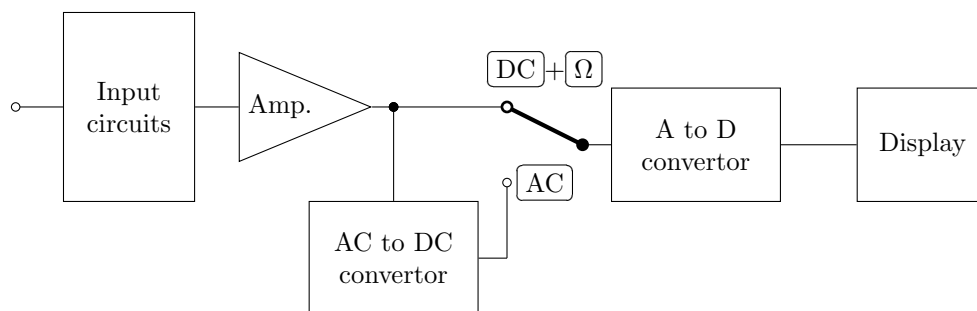 Input
circuits
Amp.
DC+Ω
AC
AC to DC
convertor
A to D
convertor
Display